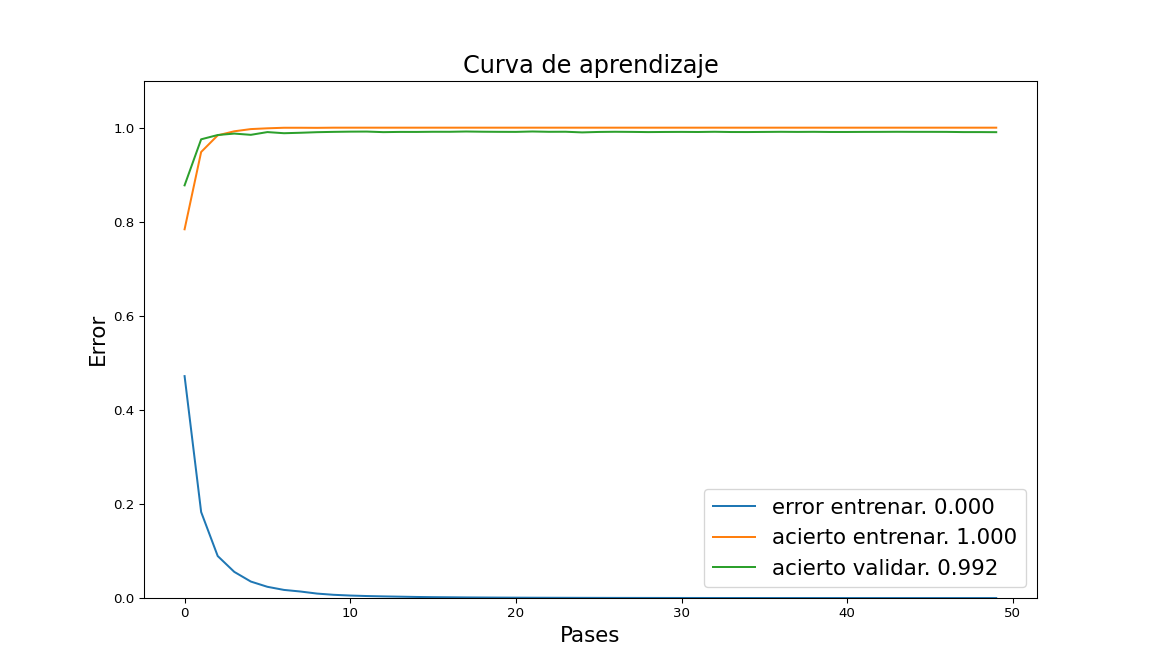 Curva de aprendizaje
Error
1.0
0.8
0.6
0.4
0.2
0.0
error entrenar. 0.000
acierto entrenar. 1.000
acierto validar. 0.992
0 10 20 30 40 50
Pases